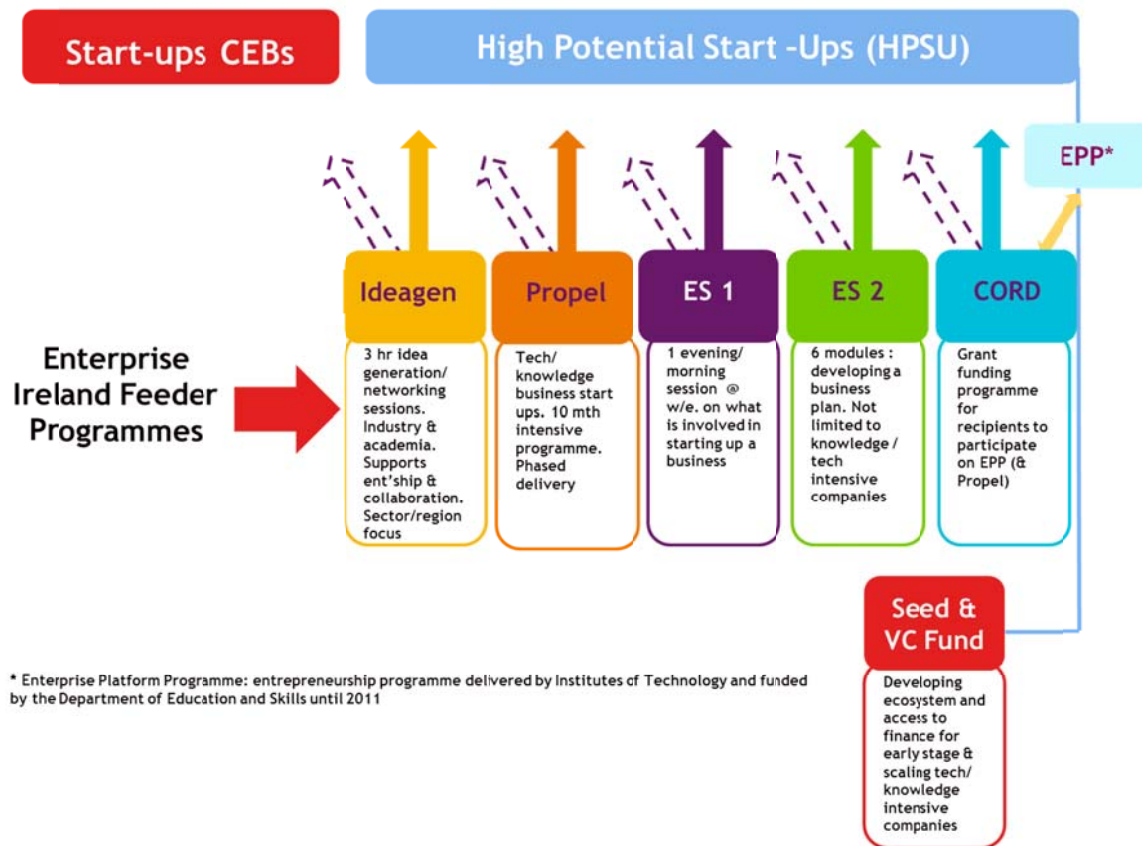 Start-ups CEBs
High Potential Start -Ups (HPSU)
EPP*
Enterprise
Ireland Feeder
Programmes
Ideagen
3 hr idea
generation/
networking
sessions.
Industry &
academia.
Supports
ent’ship &
collaboration.
Sector/region
focus
Propel
Tech/
knowledge
business start
ups. 10 mth
intensive
programme.
Phased
delivery
ES 1
1 evening/
morning
session @
w/e. on what
is involved in
starting up a
business
ES 2
6 modules :
developing a
business
plan. Not
limited to
knowledge /
tech
intensive
companies
CORD
Grant
funding
programme
for
recipients to
participate
on EPP (&
Propel)
Seed &
VC Fund
Developing
ecosystem and
access to
finance for
early stage &
scaling tech/
knowledge
intensive
companies
* Enterprise Platform Programme: entrepreneurship programme delivered by Institutes of Technology and funded
by the Department of Education and Skills until 2011